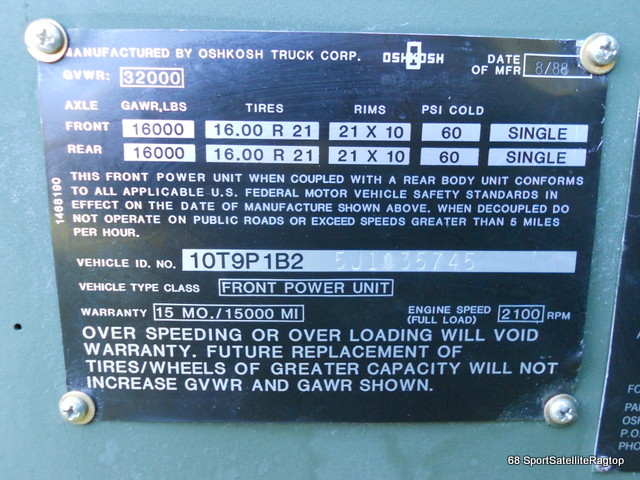 MANUFACTURED BY OSHKOSH TRUCK CORP. OSHKOSH DATE OF MFR 8/88
GVWR: 32000
AXLE GAWR,LBS TIRES RIMS PSI COLD
FRONT 16000 16.00 R 21 21 X 10 60 SINGLE
REAR 16000 16.00 R 21 21 X 10 60 SINGLE
THIS FRONT POWER UNIT WHEN COUPLED WITH A REAR BODY UNIT CONFORMS
TO ALL APPLICABLE U.S. FEDERAL MOTOR VEHICLE SAFETY STANDARDS IN
EFFECT ON THE DATE OF MANUFACTURE SHOWN ABOVE. WHEN DECOUPLED DO
NOT OPERATE ON PUBLIC ROADS OR EXCEED SPEEDS GREATER THAN 5 MILES
PER HOUR.
1468190
VEHICLE ID. NO. 10T9P1B2 5J1035745
VEHICLE TYPE CLASS FRONT POWER UNIT
WARRANTY 15 MO./15000 MI ENGINE SPEED (FULL LOAD) 2100 RPM
OVER SPEEDING OR OVER LOADING WILL VOID
WARRANTY. FUTURE REPLACEMENT OF
TIRES/WHEELS OF GREATER CAPACITY WILL NOT
INCREASE GVWR AND GAWR SHOWN.
FO
PA
OSH
P.O.
PHO
68 SportSatelliteRagtop